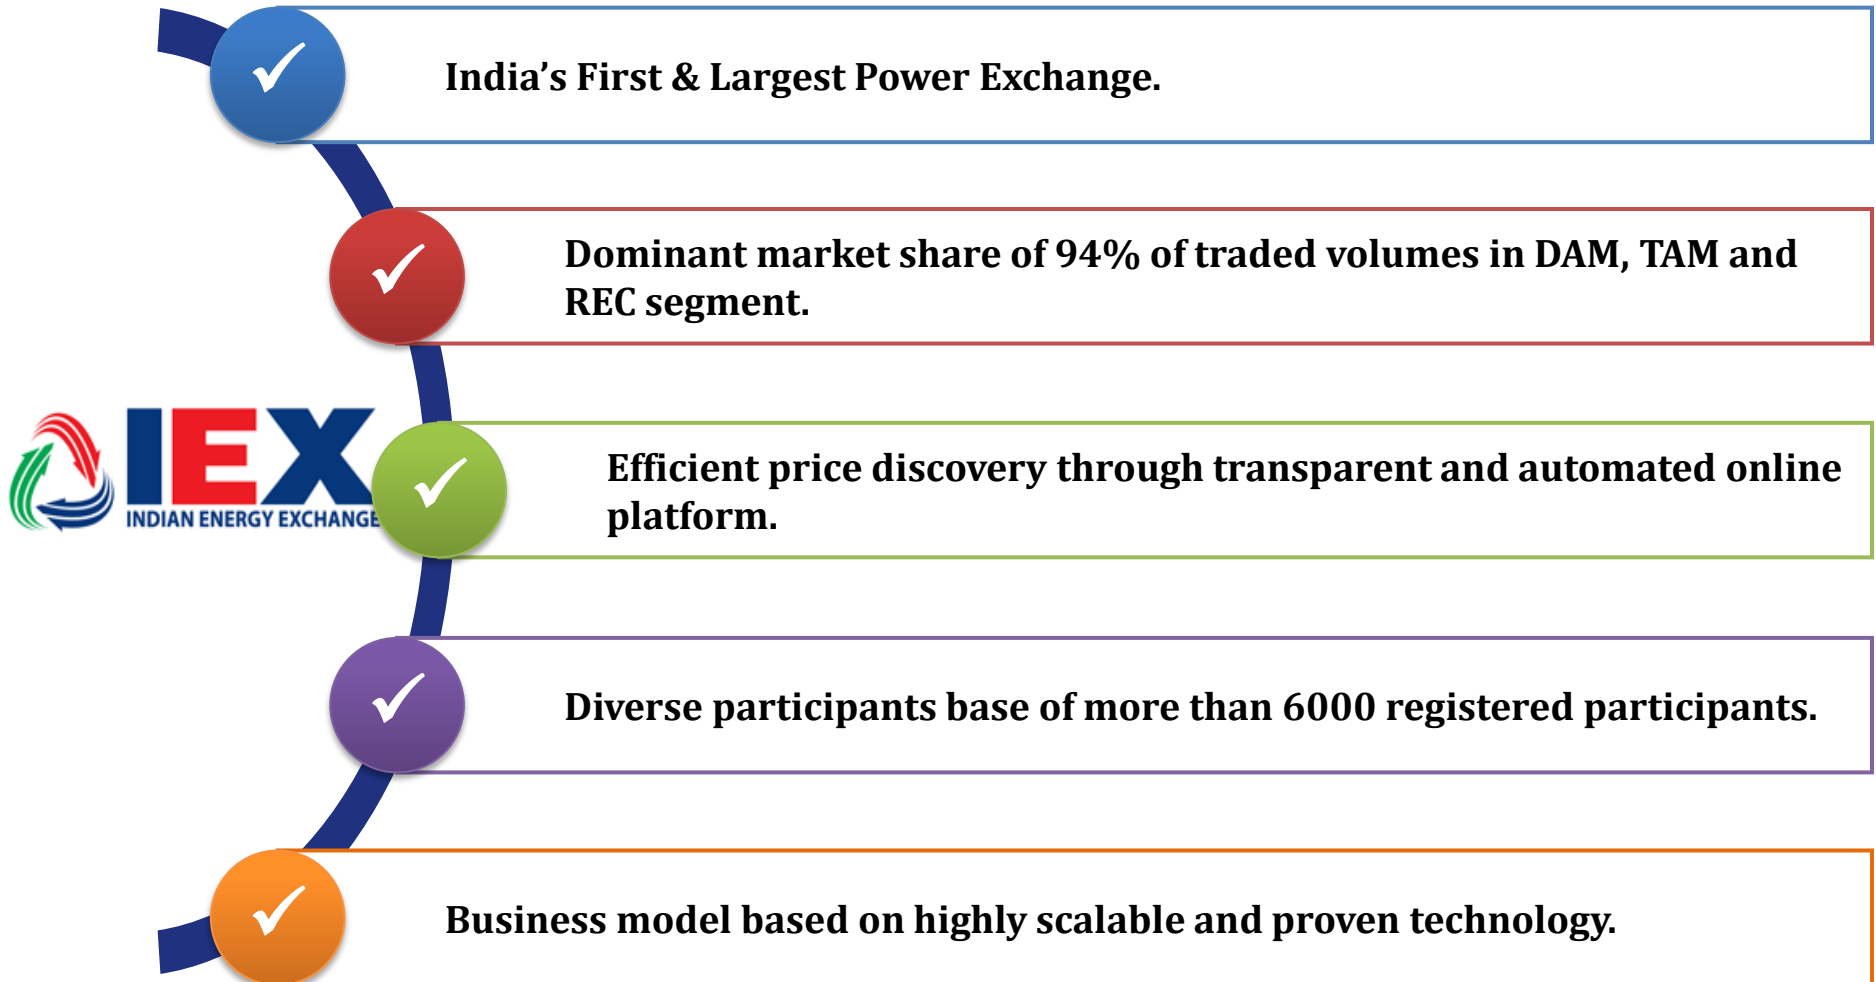 India’s First & Largest Power Exchange.
Dominant market share of 94% of traded volumes in DAM, TAM and
REC segment.
IEX
INDIAN ENERGY EXCHANGE
Efficient price discovery through transparent and automated online
platform.
Diverse participants base of more than 6000 registered participants.
Business model based on highly scalable and proven technology.